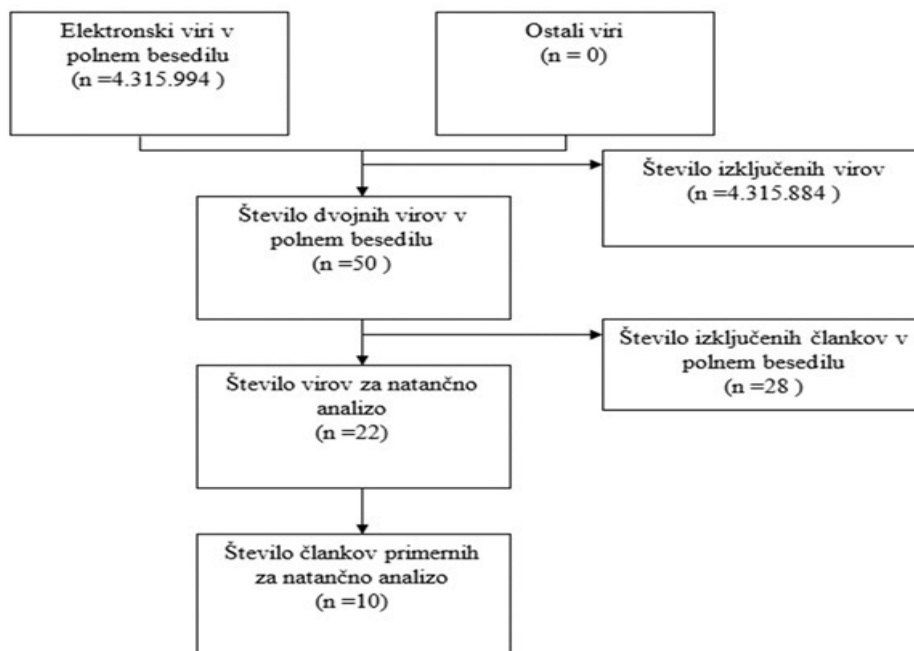 Elektronski viri v
polnem besedilu
(n =4.315.994 )
Ostali viri
(n = 0)
Število izključenih virov
(n =4.315.884 )
Število dvojnih virov v
polnem besedilu
(n =50 )
Število izključenih člankov v
polnem besedilu
(n =28 )
Število virov za natančno
analizo
(n =22)
Število člankov primernih
za natančno analizo
(n =10)